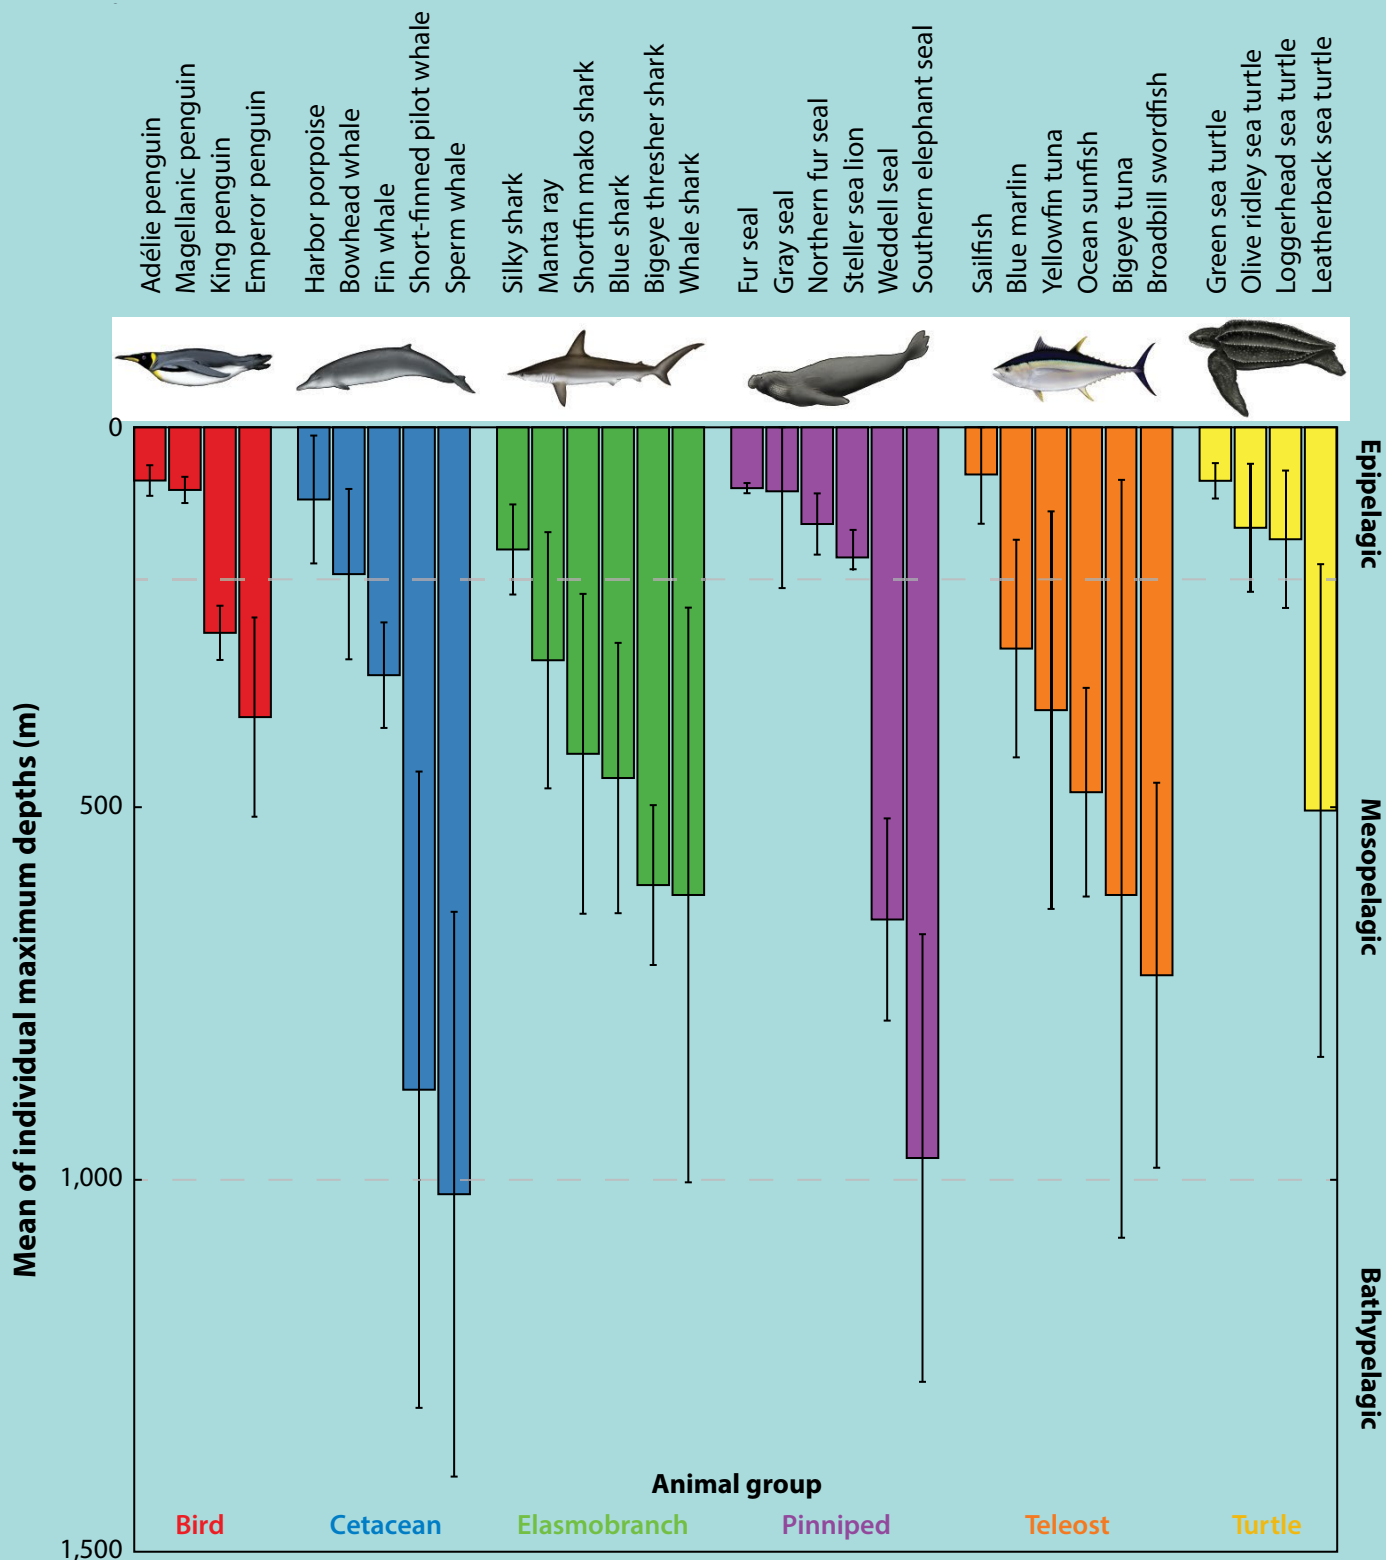 Adélie penguin
Magellanic penguin
King penguin
Emperor penguin
Harbor porpoise
Bowhead whale
Fin whale
Short-finned pilot whale
Sperm whale
Silky shark
Manta ray
Shortfin mako shark
Blue shark
Bigeye thresher shark
Whale shark
Fur seal
Gray seal
Northern fur seal
Steller sea lion
Weddell seal
Southern elephant seal
Sailfish
Blue marlin
Yellowfin tuna
Ocean sunfish
Bigeye tuna
Broadbill swordfish
Green sea turtle
Olive ridley sea turtle
Loggerhead sea turtle
Leatherback sea turtle
Mean of individual maximum depths (m)
0
500
1,000
1,500
Epipelagic
Mesopelagic
Bathypelagic
Animal group
Bird
Cetacean
Elasmobranch
Pinniped
Teleost
Turtle